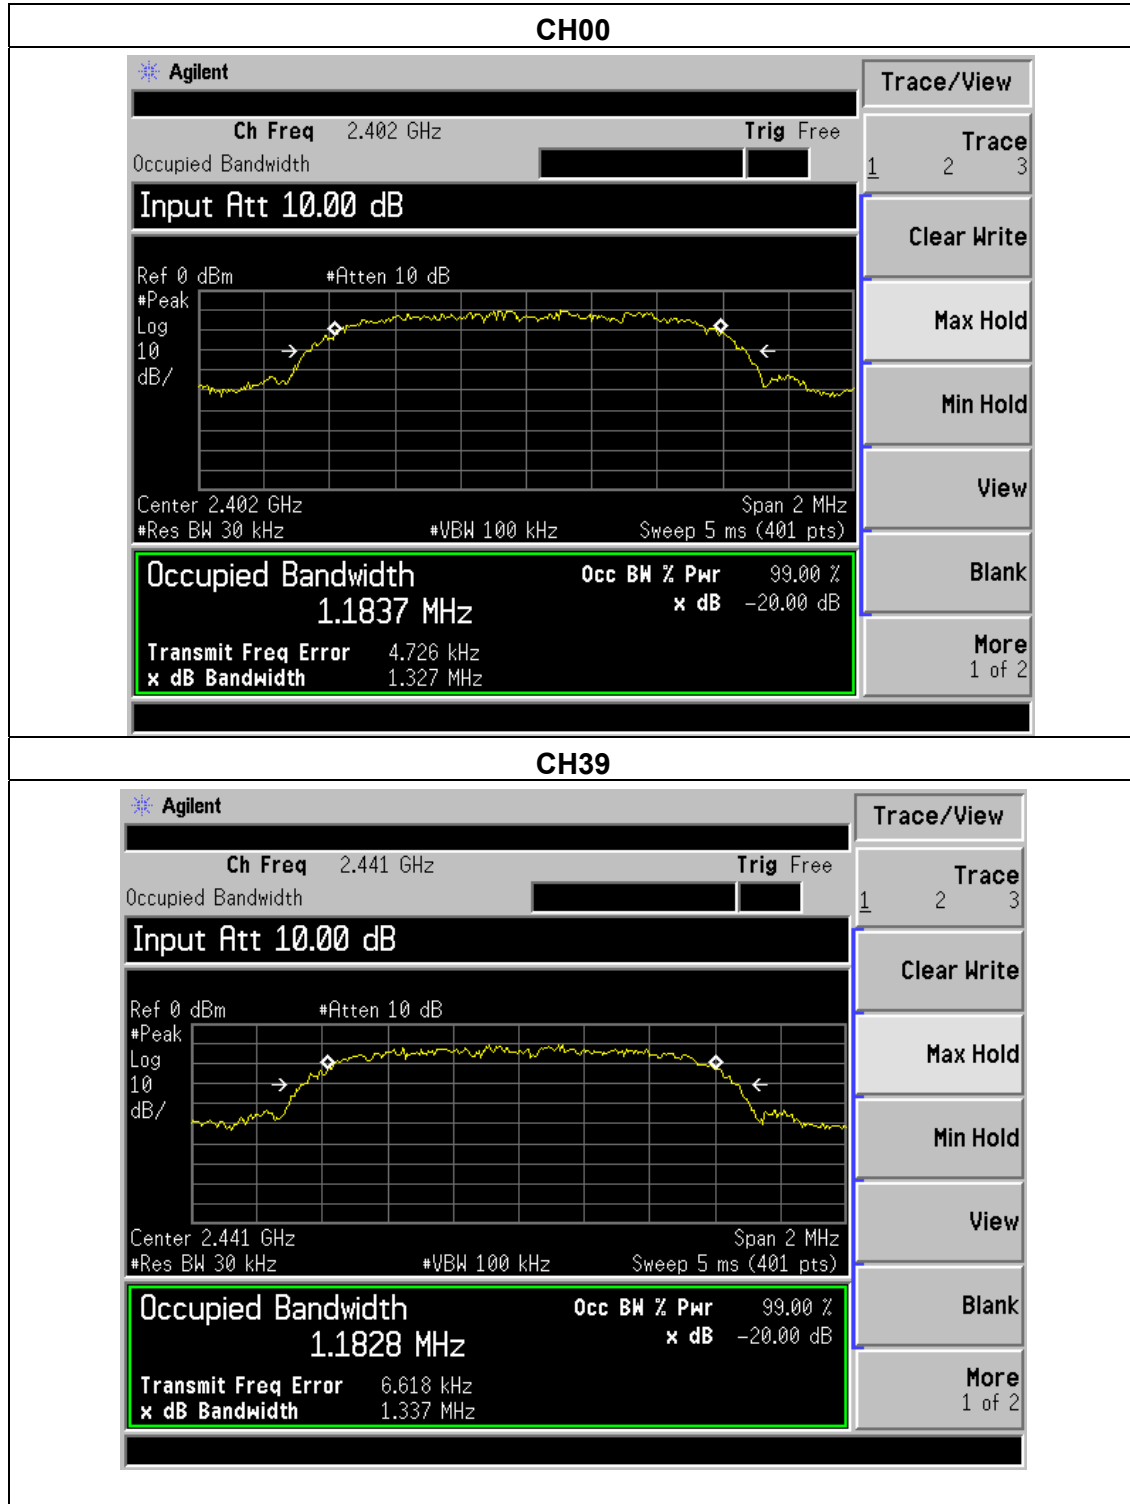 CH00
Agilent
Trace/View
Ch Freq 2.402 GHz Trig Free
Occupied Bandwidth
Trace
1 2 3
Input Att 10.00 dB
Clear Write
Ref 0 dBm #Atten 10 dB
#Peak
Log
10
dB/
Max Hold
Min Hold
View
Center 2.402 GHz Span 2 MHz
#Res BW 30 kHz #VBW 100 kHz Sweep 5 ms (401 pts)
Occupied Bandwidth Occ BW % Pwr 99.00 %
1.1837 MHz x dB -20.00 dB
Blank
Transmit Freq Error 4.726 kHz
x dB Bandwidth 1.327 MHz
More
1 of 2
CH39
Agilent
Trace/View
Ch Freq 2.441 GHz Trig Free
Occupied Bandwidth
Trace
1 2 3
Input Att 10.00 dB
Clear Write
Ref 0 dBm #Atten 10 dB
#Peak
Log
10
dB/
Max Hold
Min Hold
View
Center 2.441 GHz Span 2 MHz
#Res BW 30 kHz #VBW 100 kHz Sweep 5 ms (401 pts)
Occupied Bandwidth Occ BW % Pwr 99.00 %
1.1828 MHz x dB -20.00 dB
Blank
Transmit Freq Error 6.618 kHz
x dB Bandwidth 1.337 MHz
More
1 of 2